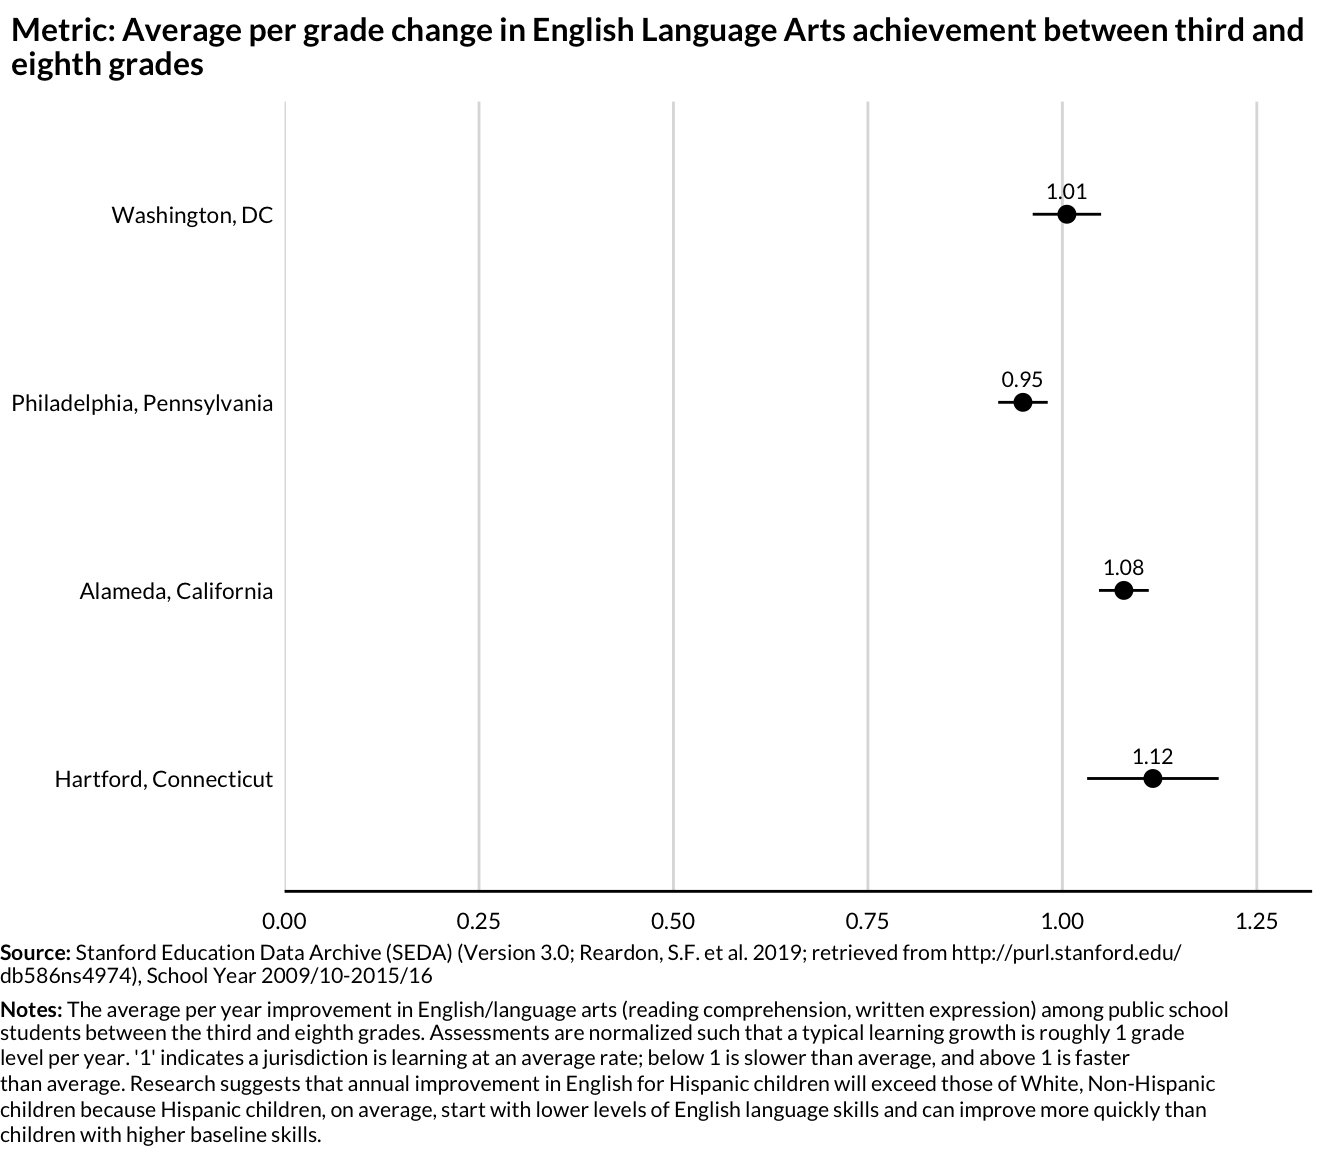 Metric: Average per grade change in English Language Arts achievement between third and
eighth grades
Washington, DC
1.01
Philadelphia, Pennsylvania
0.95
Alameda, California
1.08
Hartford, Connecticut
1.12
0.00 0.25 0.50 0.75 1.00 1.25
Source: Stanford Education Data Archive (SEDA) (Version 3.0; Reardon, S.F. et al. 2019; retrieved from http://purl.stanford.edu/
db586ns4974), School Year 2009/10-2015/16
Notes: The average per year improvement in English/language arts (reading comprehension, written expression) among public school
students between the third and eighth grades. Assessments are normalized such that a typical learning growth is roughly 1 grade
level per year. '1' indicates a jurisdiction is learning at an average rate; below 1 is slower than average, and above 1 is faster
than average. Research suggests that annual improvement in English for Hispanic children will exceed those of White, Non-Hispanic
children because Hispanic children, on average, start with lower levels of English language skills and can improve more quickly than
children with higher baseline skills.